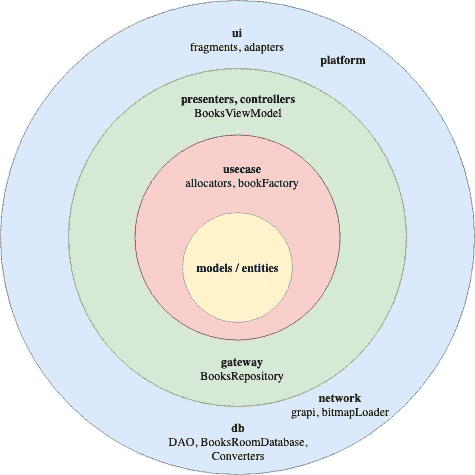 ui
fragments, adapters
platform
presenters, controllers
BooksViewModel
usecase
allocators, bookFactory
models / entities
gateway
BooksRepository
network
grapi, bitmapLoader
db
DAO, BooksRoomDatabase,
Converters